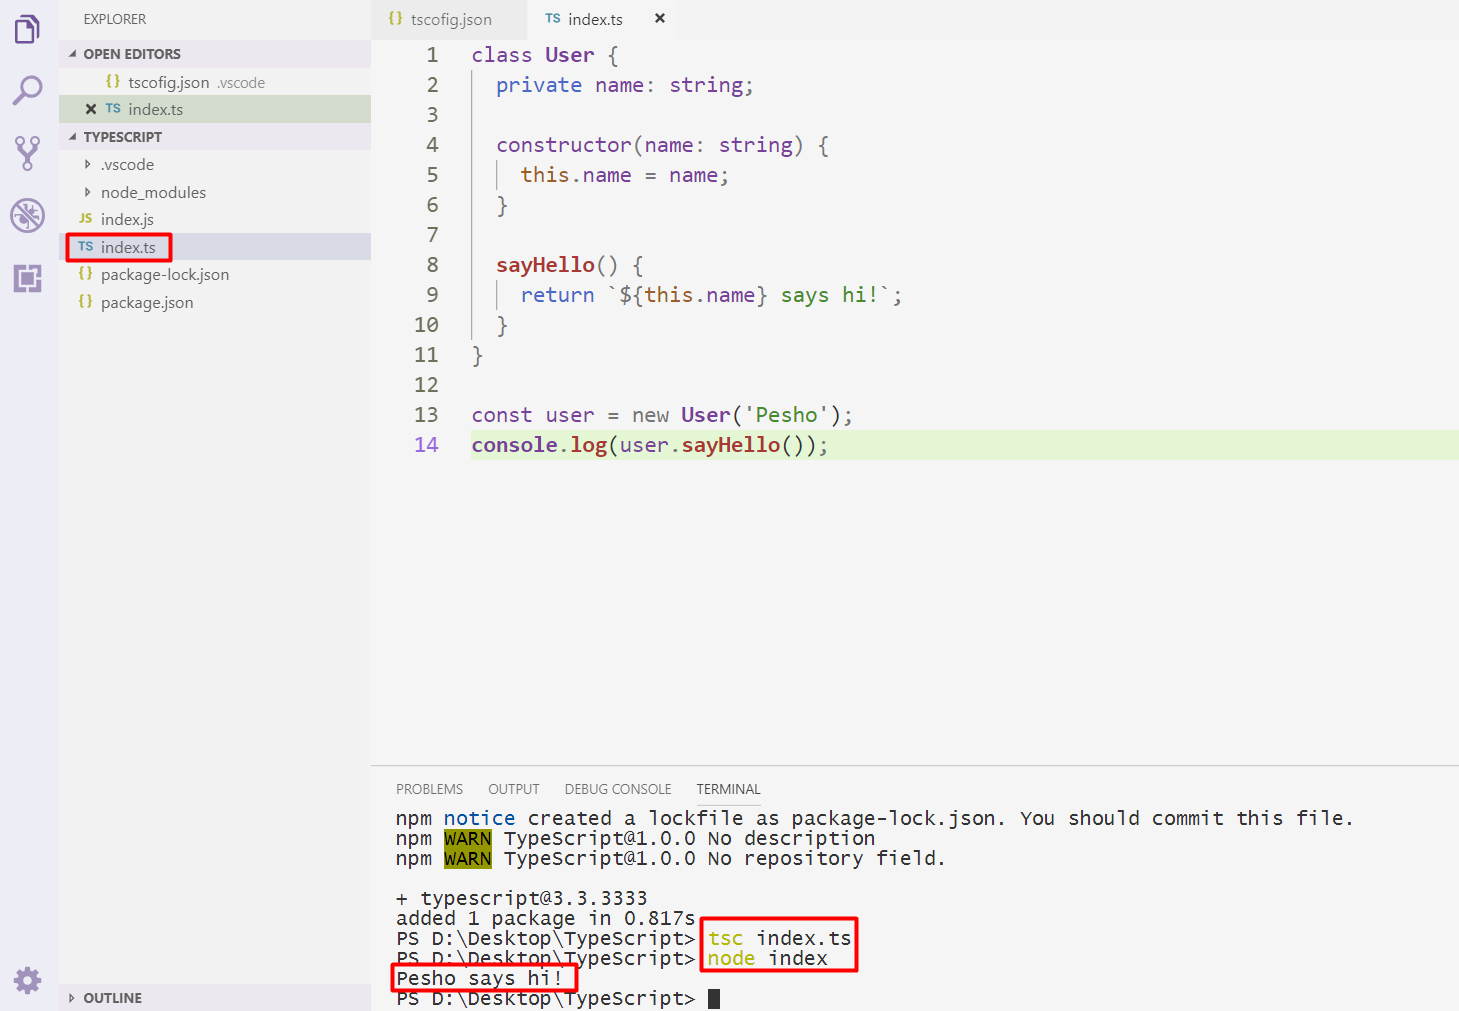 EXPLORER
OPEN EDITORS
{} tscofig.json .vscode
× TS index.ts
TYPESCRIPT
.vscode
node_modules
JS index.js
TS index.ts
{} package-lock.json
{} package.json
OUTLINE
{} tscofig.json TS index.ts ×
1 class User {
2 private name: string;
3
4 constructor(name: string) {
5 this.name = name;
6 }
7
8 sayHello() {
9 return `${this.name} says hi!`;
10 }
11 }
12
13 const user = new User('Pesho');
14 console.log(user.sayHello());
PROBLEMS OUTPUT DEBUG CONSOLE TERMINAL
npm notice created a lockfile as package-lock.json. You should commit this file.
npm WARN TypeScript@1.0.0 No description
npm WARN TypeScript@1.0.0 No repository field.
+ typescript@3.3.3333
added 1 package in 0.817s
PS D:\Desktop\TypeScript> tsc index.ts
PS D:\Desktop\TypeScript> node index
Pesho says hi!
PS D:\Desktop\TypeScript>